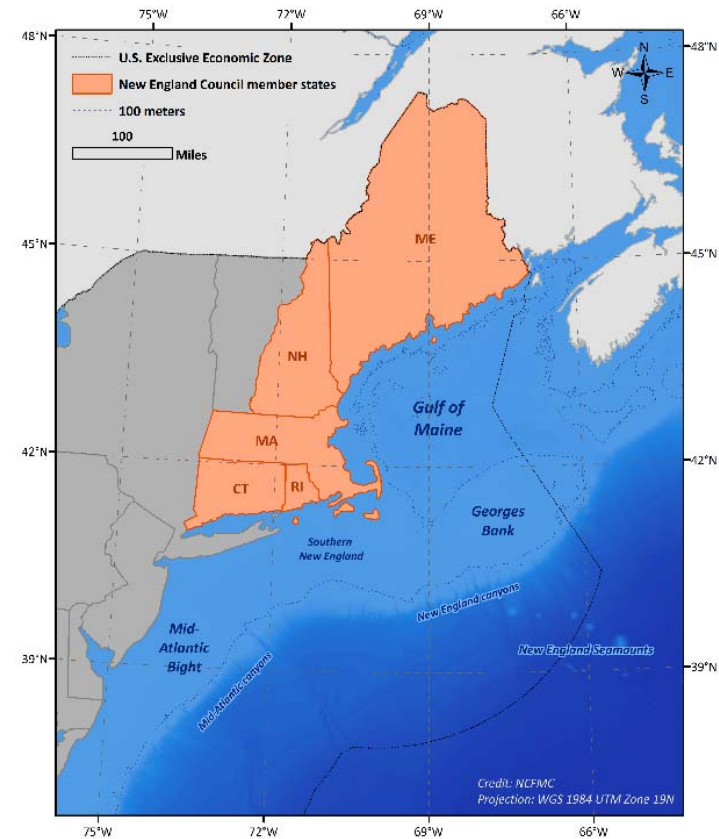 75°W 72°W 69°W 66°W
48°N
48°N
U.S. Exclusive Economic Zone
New England Council member states
100 meters
100
Miles
N
W E
S
45°N
45°N
ME
NH
Gulf of
Maine
42°N
42°N
MA
CT
RI
Georges
Bank
Southern
New England
New England canyons
Mid-
Atlantic
Bight
New England Seamounts
39°N
39°N
Mid-Atlantic canyons
Credit: NEFMC
Projection: WGS 1984 UTM Zone 19N
75°W 72°W 69°W 66°W